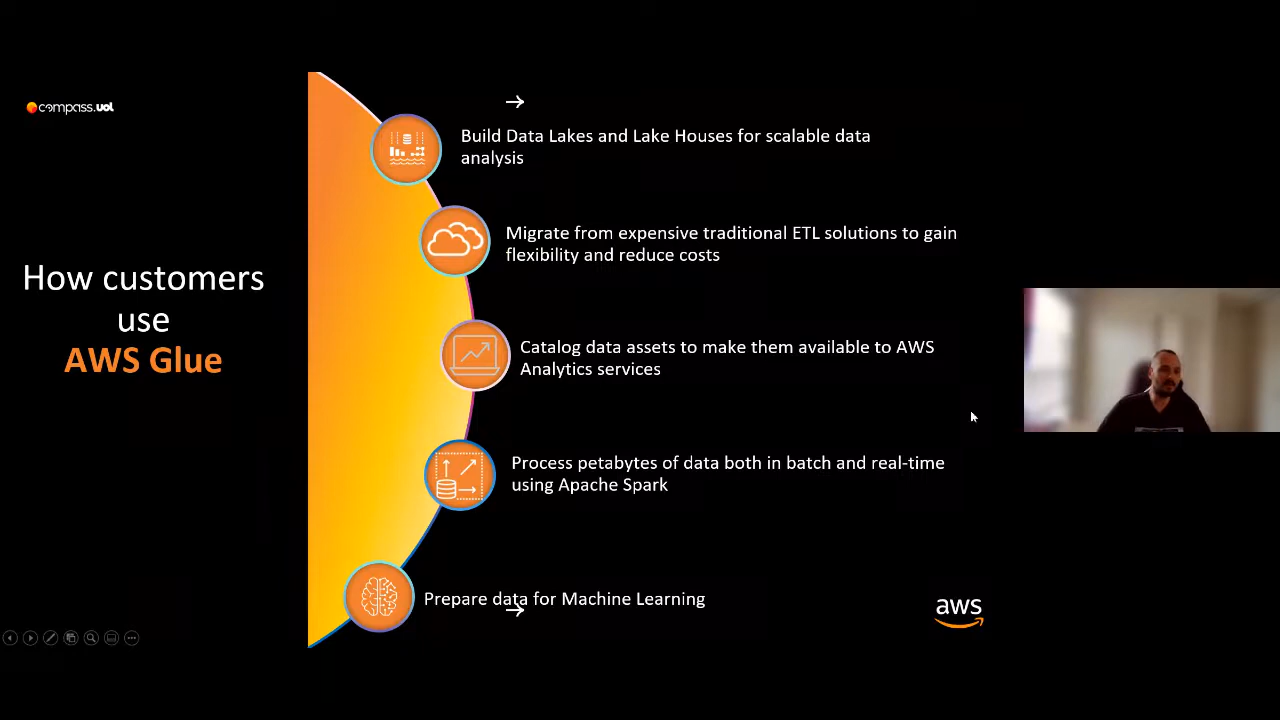 compass.uol
How customers
use
AWS Glue
Build Data Lakes and Lake Houses for scalable data
analysis
Migrate from expensive traditional ETL solutions to gain
flexibility and reduce costs
Catalog data assets to make them available to AWS
Analytics services
Process petabytes of data both in batch and real-time
using Apache Spark
Prepare data for Machine Learning
aws